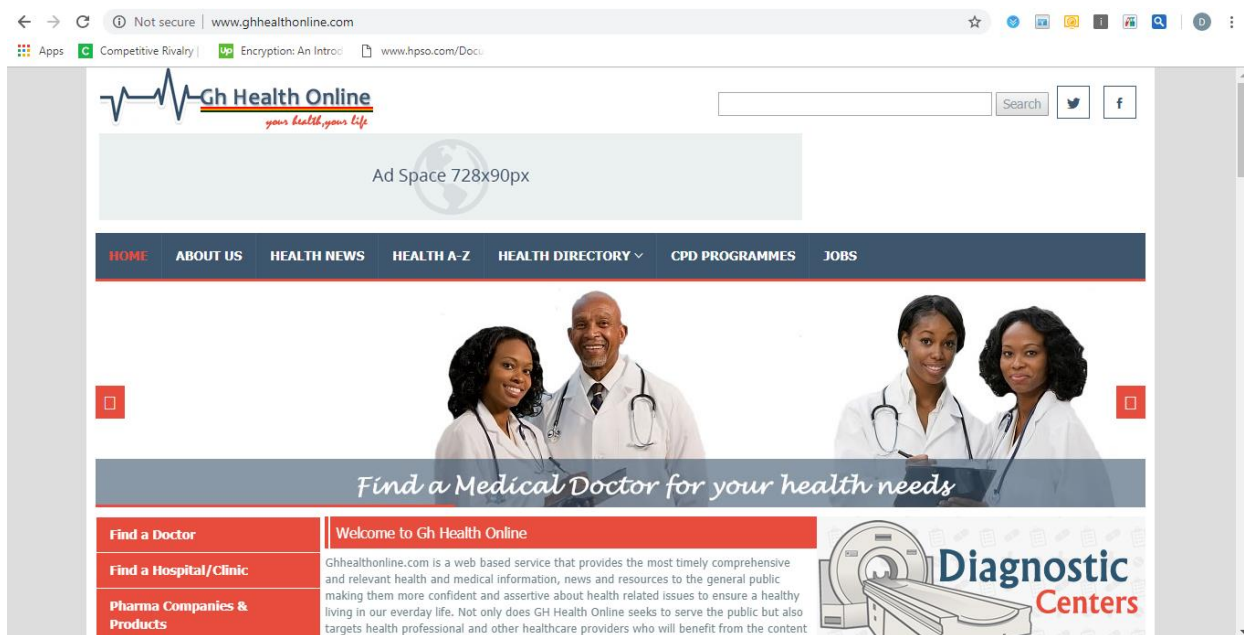 Not secure | www.ghhealthonline.com
Apps Competitive Rivalry | Up Encryption: An Introd www.hpso.com/Docu
Gh Health Online
your health,your life
Search
Ad Space 728x90px
HOME ABOUT US HEALTH NEWS HEALTH A-Z HEALTH DIRECTORY CPD PROGRAMMES JOBS
Find a Medical Doctor for your health needs
Find a Doctor
Find a Hospital/Clinic
Pharma Companies &
Products
Welcome to Gh Health Online
Ghhealthonline.com is a web based service that provides the most timely comprehensive
and relevant health and medical information, news and resources to the general public
making them more confident and assertive about health related issues to ensure a healthy
living in our everday life. Not only does GH Health Online seeks to serve the public but also
targets health professional and other healthcare providers who will benefit from the content
Diagnostic
Centers